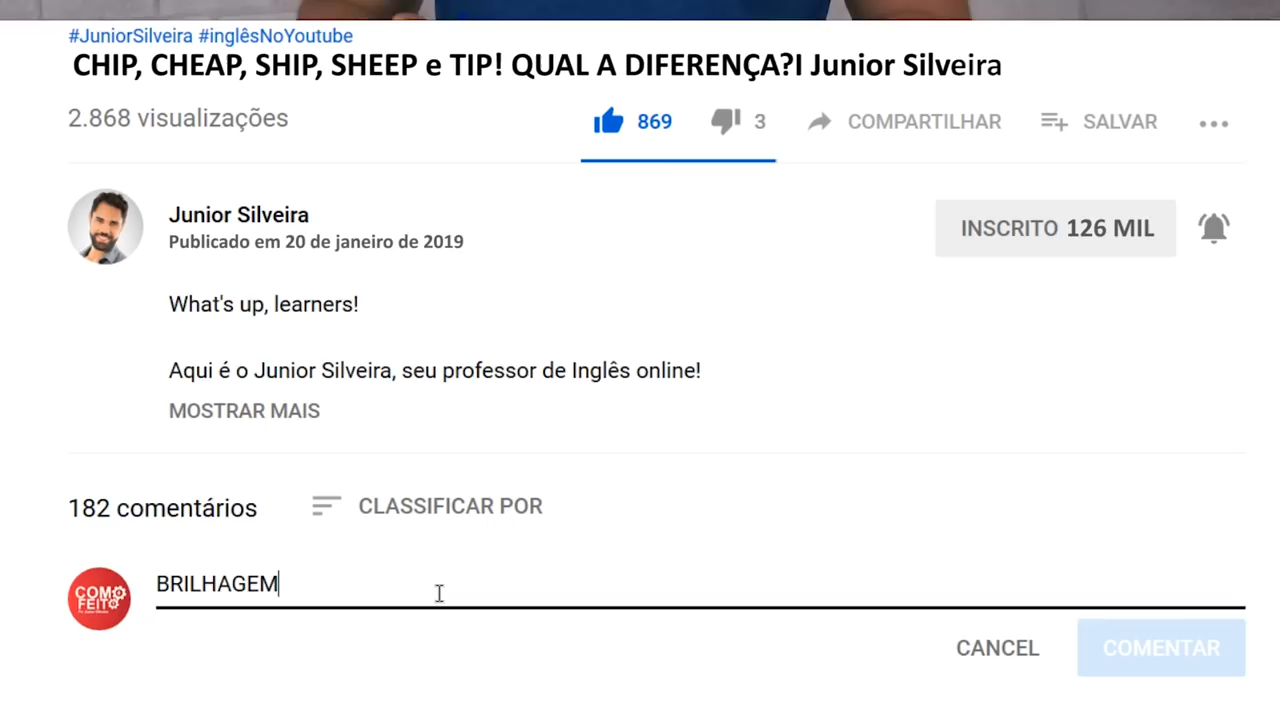 #JuniorSilveira #inglêsNoYoutube
CHIP, CHEAP, SHIP, SHEEP e TIP! QUAL A DIFERENÇA?I Junior Silveira
2.868 visualizações
869
3
COMPARTILHAR
SALVAR
Junior Silveira
Publicado em 20 de janeiro de 2019
INSCRITO 126 MIL
What's up, learners!
Aqui é o Junior Silveira, seu professor de Inglês online!
MOSTRAR MAIS
182 comentários
CLASSIFICAR POR
COMO
FEITO
BRILHAGEM
CANCEL
COMENTAR